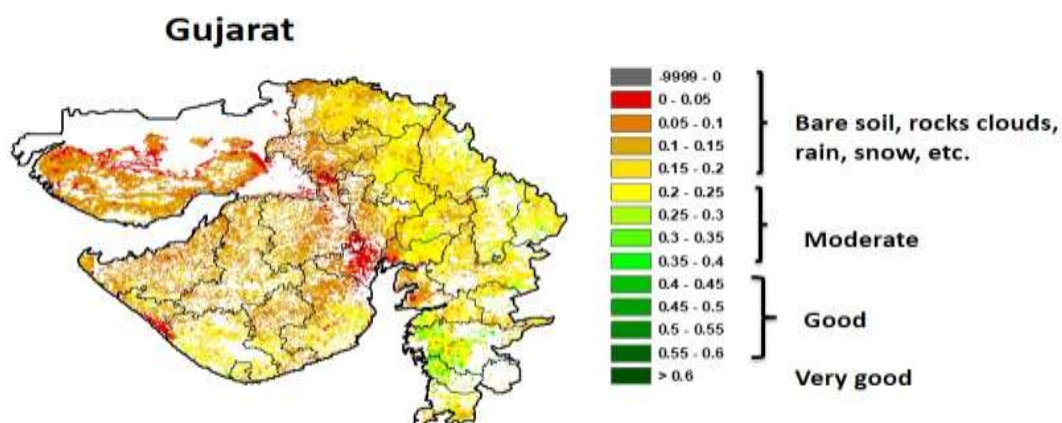 Gujarat
-9999 - 0
0 - 0.05
0.05 - 0.1
0.1 - 0.15
0.15 - 0.2
0.2 - 0.25
0.25 - 0.3
0.3 - 0.35
0.35 - 0.4
0.4 - 0.45
0.45 - 0.5
0.5 - 0.55
0.55 - 0.6
> 0.6
Bare soil, rocks clouds,
rain, snow, etc.
Moderate
Good
Very good